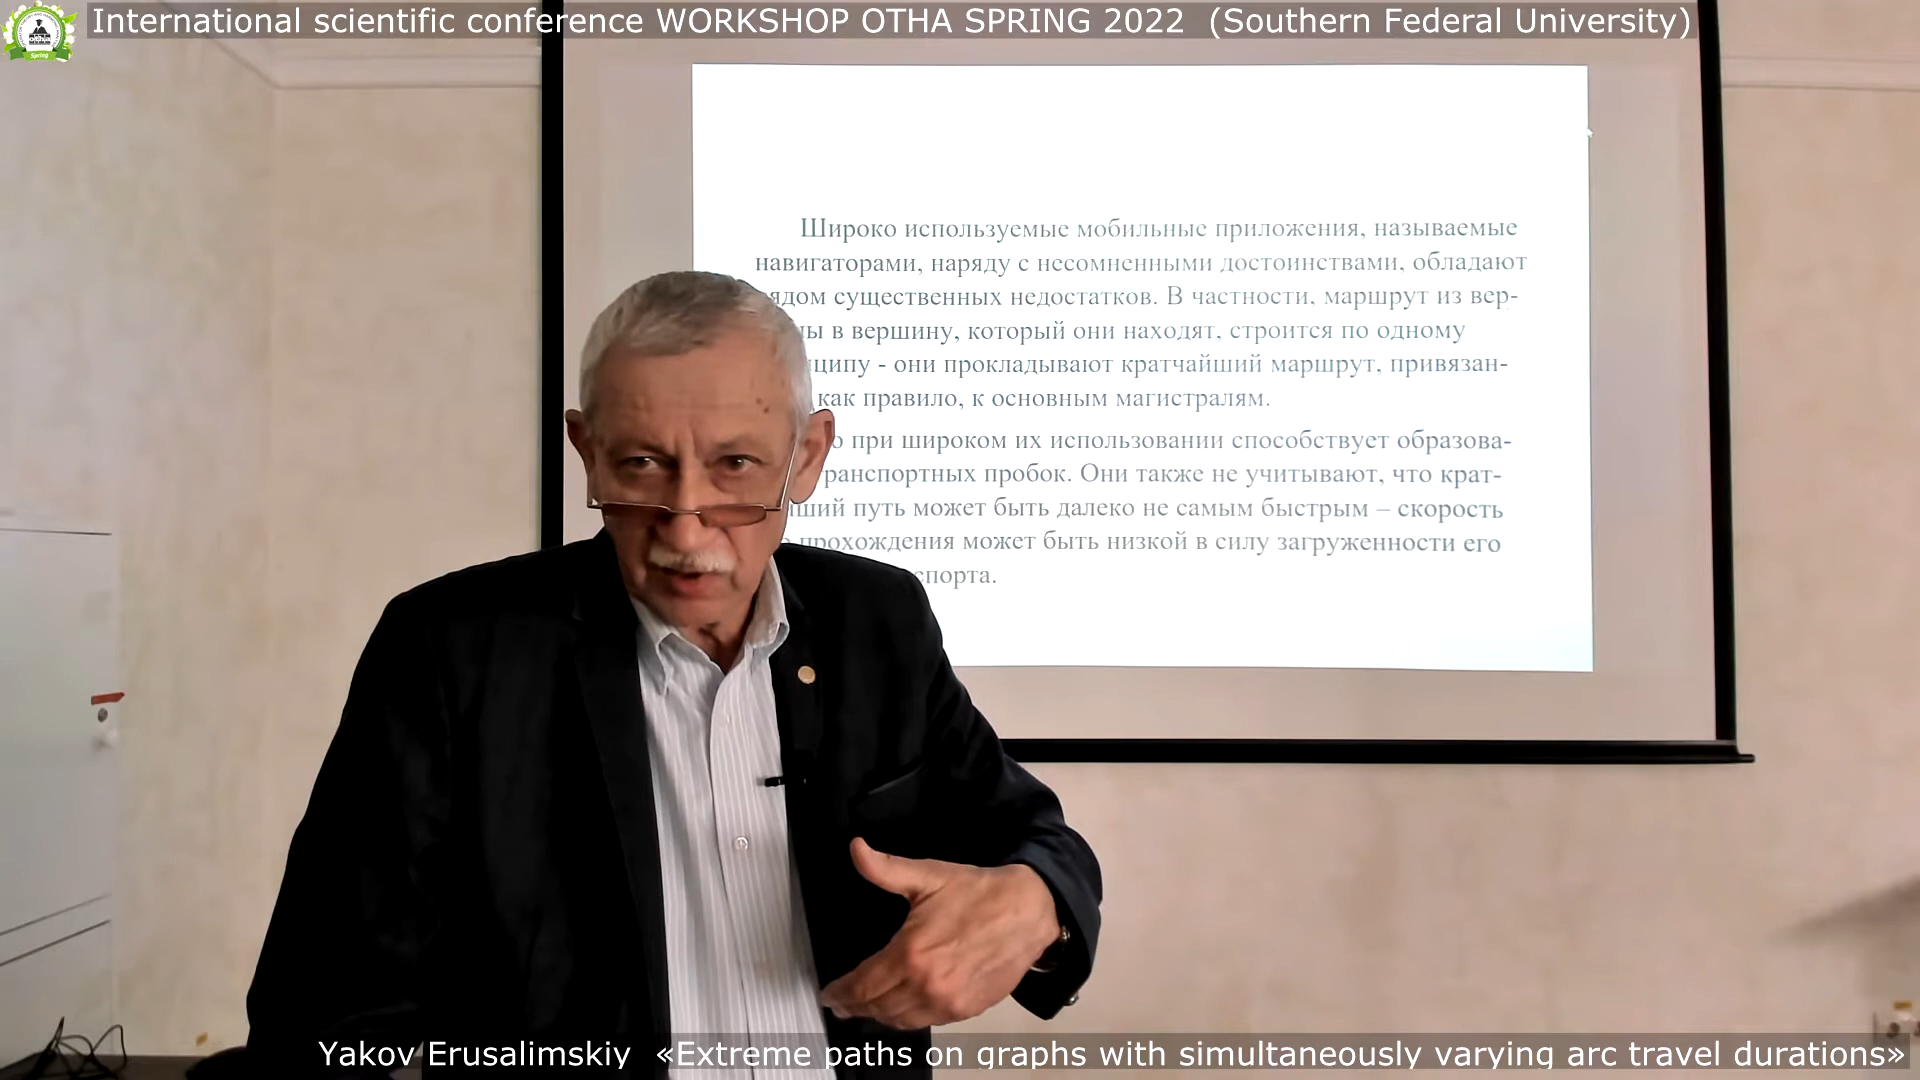 International scientific conference WORKSHOP OTHA SPRING 2022 (Southern Federal University)
Spring
Широко используемые мобильные приложения, называемые
навигаторами, наряду с несомненными достоинствами, обладают
существенных недостатков. В частности, маршрут из вер-
в вершину, который они находят, строится по одному
- они прокладывают кратчайший маршрут, привязан-
как правило, к основным магистралям.
при широком их использовании способствует образова-
транспортных пробок. Они также не учитывают, что крат-
путь может быть далеко не самым быстрым – скорость
прохождения может быть низкой в силу загруженности его
Yakov Erusalimskiy «Extreme paths on graphs with simultaneously varying arc travel durations»